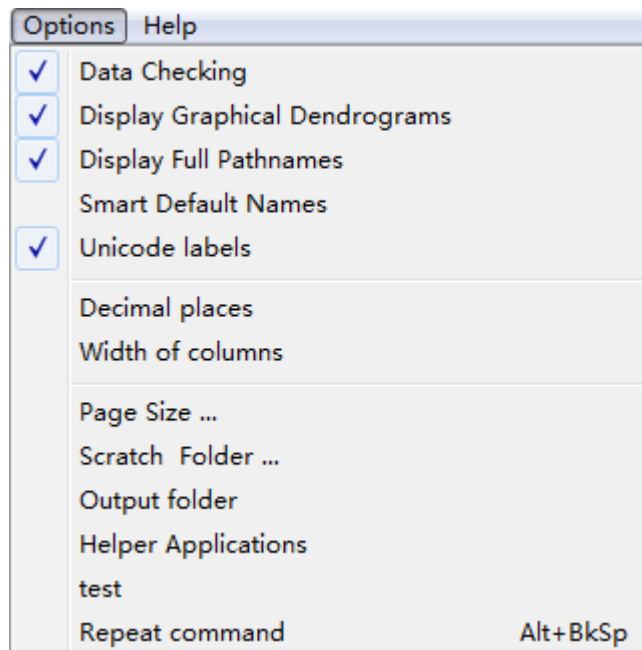 Options Help
Data Checking
Display Graphical Dendrograms
Display Full Pathnames
Smart Default Names
Unicode labels
Decimal places
Width of columns
Page Size ...
Scratch  Folder ...
Output folder
Helper Applications
test
Repeat command Alt+BkSp